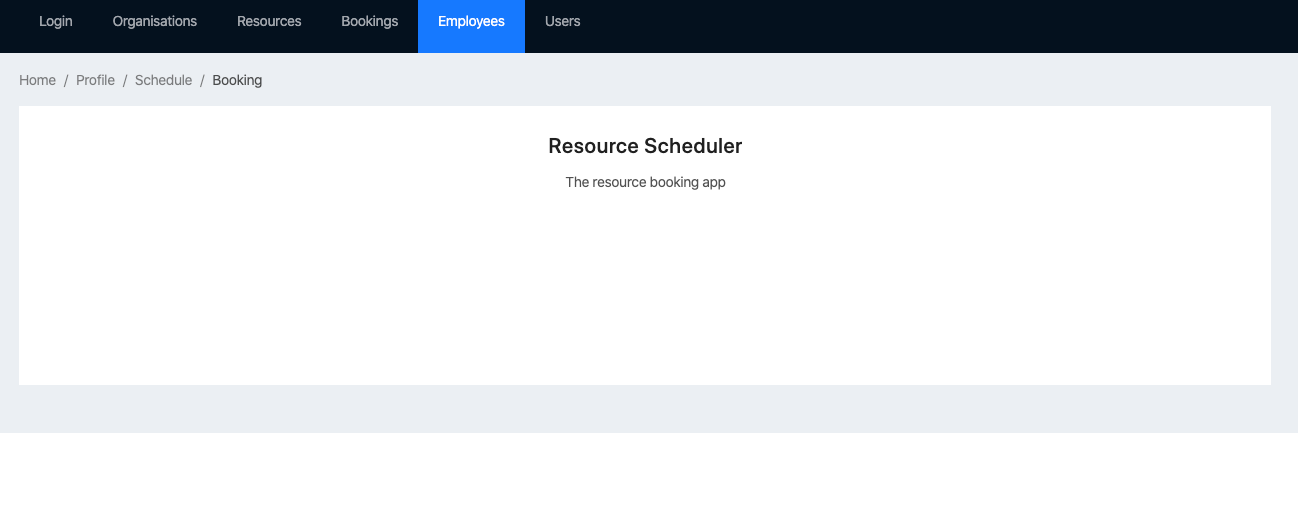 Login Organisations Resources Bookings Employees Users
Home / Profile / Schedule / Booking
Resource Scheduler
The resource booking app